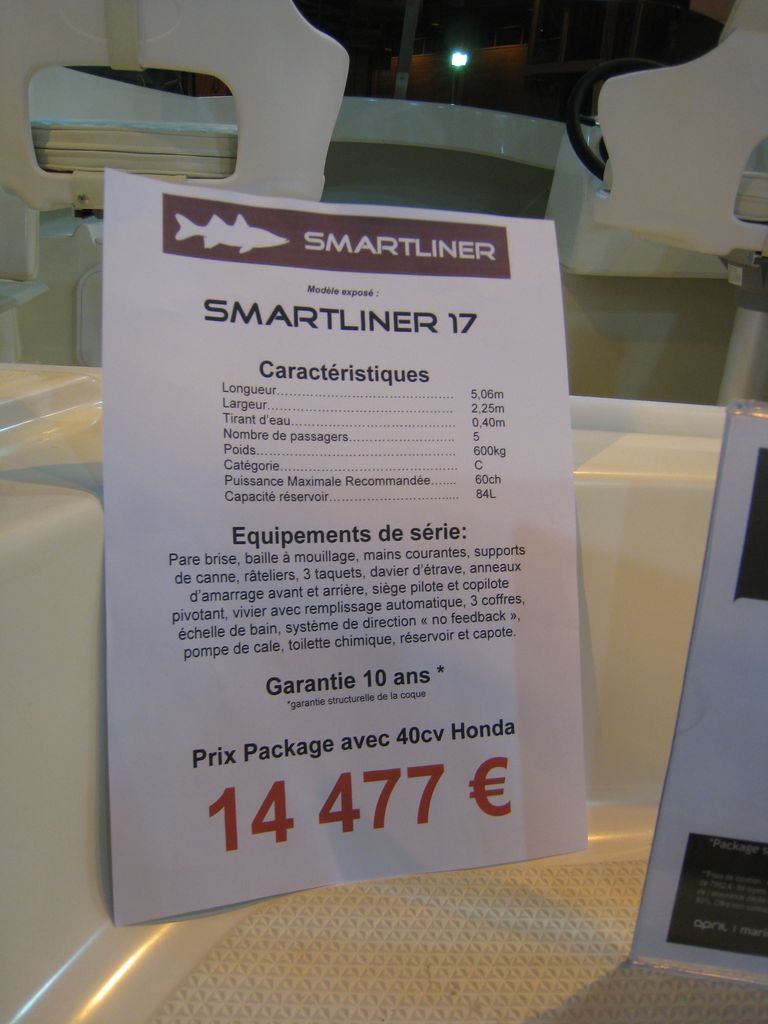 SMARTLINER
Modèle exposé :
SMARTLINER 17
Caractéristiques
Longueur.......................................... 5,06m
Largeur............................................ 2,25m
Tirant d'eau....................................... 0,40m
Nombre de passagers......................... 5
Poids............................................... 600kg
Catégorie.......................................... C
Puissance Maximale Recommandée....... 60ch
Capacité réservoir............................... 84L
Equipements de série:
Pare brise, baille à mouillage, mains courantes, supports
de canne, râteliers, 3 taquets, davier d'étrave, anneaux
d'amarrage avant et arrière, siège pilote et copilote
pivotant, vivier avec remplissage automatique, 3 coffres,
échelle de bain, système de direction « no feedback »,
pompe de cale, toilette chimique, réservoir et capote.
Garantie 10 ans *
*garantie structurelle de la coque
Prix Package avec 40cv Honda
14 477 €
"Package
april | mari